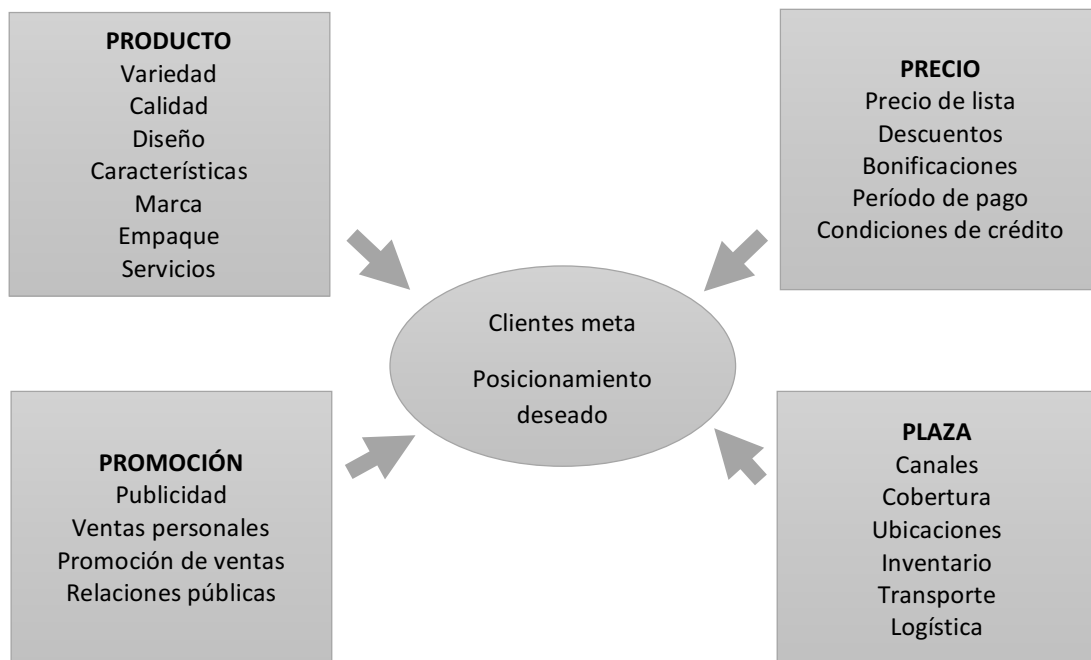 PRODUCTO
Variedad
Calidad
Diseño
Características
Marca
Empaque
Servicios
PRECIO
Precio de lista
Descuentos
Bonificaciones
Período de pago
Condiciones de crédito
Clientes meta
Posicionamiento
deseado
PROMOCIÓN
Publicidad
Ventas personales
Promoción de ventas
Relaciones públicas
PLAZA
Canales
Cobertura
Ubicaciones
Inventario
Transporte
Logística